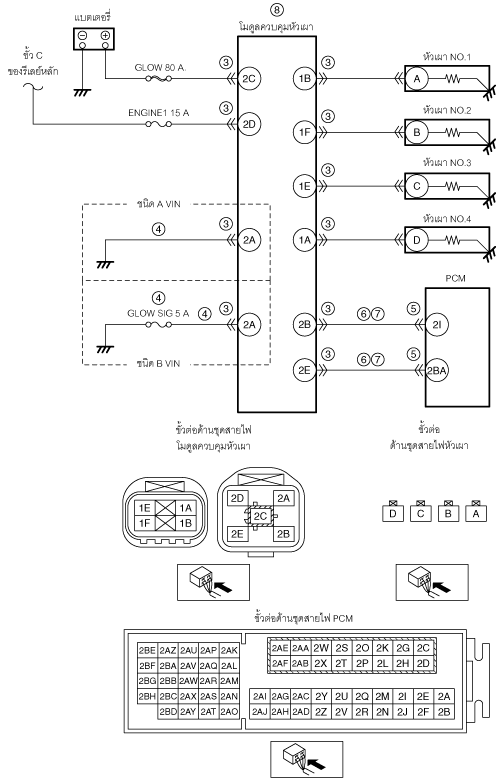 แบตเตอรี่
⑧
โมดูลควบคุมหัวเผา
ขั้ว C
ของรีเลย์หลัก
⊖ ⊕
GLOW 80 A.
③
2C
1B
③
หัวเผา NO.1
A
ENGINE1 15 A
③
2D
1F
③
หัวเผา NO.2
B
1E
③
หัวเผา NO.3
C
ชนิด A VIN
④
③
2A
1A
③
หัวเผา NO.4
D
PCM
④
GLOW SIG 5 A
④
③
2A
2B
③
⑥⑦
⑤
2I
ชนิด B VIN
2E
③
⑥⑦
⑤
2BA
ขั้วต่อด้านชุดสายไฟ
โมดูลควบคุมหัวเผา
ขั้วต่อ
ด้านชุดสายไฟหัวเผา
1E 1A
1F 1B
2D 2A
2C
2E 2B
D C B A
ขั้วต่อด้านชุดสายไฟ PCM
2BE 2AZ 2AU 2AP 2AK
2BF 2BA 2AV 2AQ 2AL
2BG 2BB 2AW 2AR 2AM
2BH 2BC 2AX 2AS 2AN
2BD 2AY 2AT 2AO
2AE 2AA 2W 2S 2O 2K 2G 2C
2AF 2AB 2X 2T 2P 2L 2H 2D
2AI 2AG 2AC 2Y 2U 2Q 2M 2I 2E 2A
2AJ 2AH 2AD 2Z 2V 2R 2N 2J 2F 2B